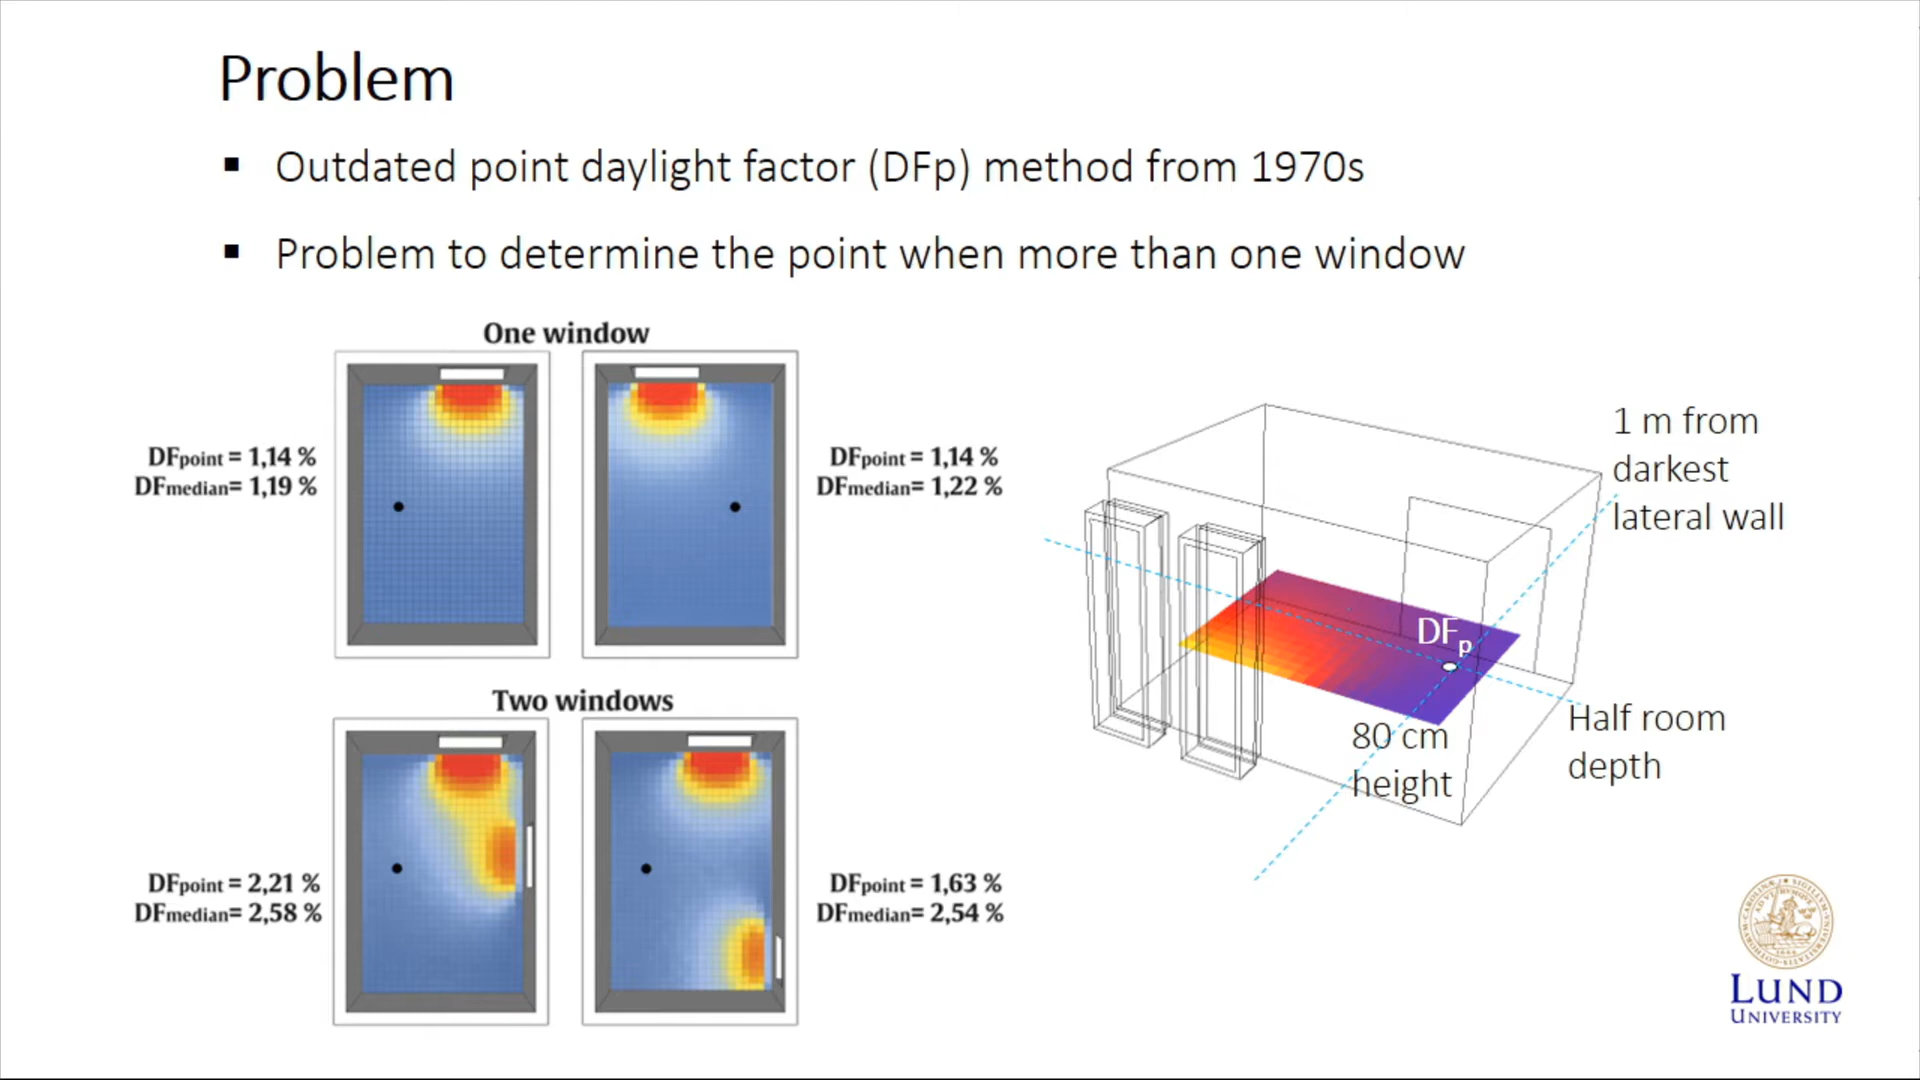 Problem
▪ Outdated point daylight factor (DFp) method from 1970s
▪ Problem to determine the point when more than one window
One window
DFpoint = 1,14 %
DFmedian= 1,19 %
DFpoint = 1,14 %
DFmedian= 1,22 %
Two windows
DFpoint = 2,21 %
DFmedian= 2,58 %
DFpoint = 1,63 %
DFmedian= 2,54 %
1 m from
darkest
lateral wall
DFp
Half room
depth
80 cm
height
LUND
UNIVERSITY